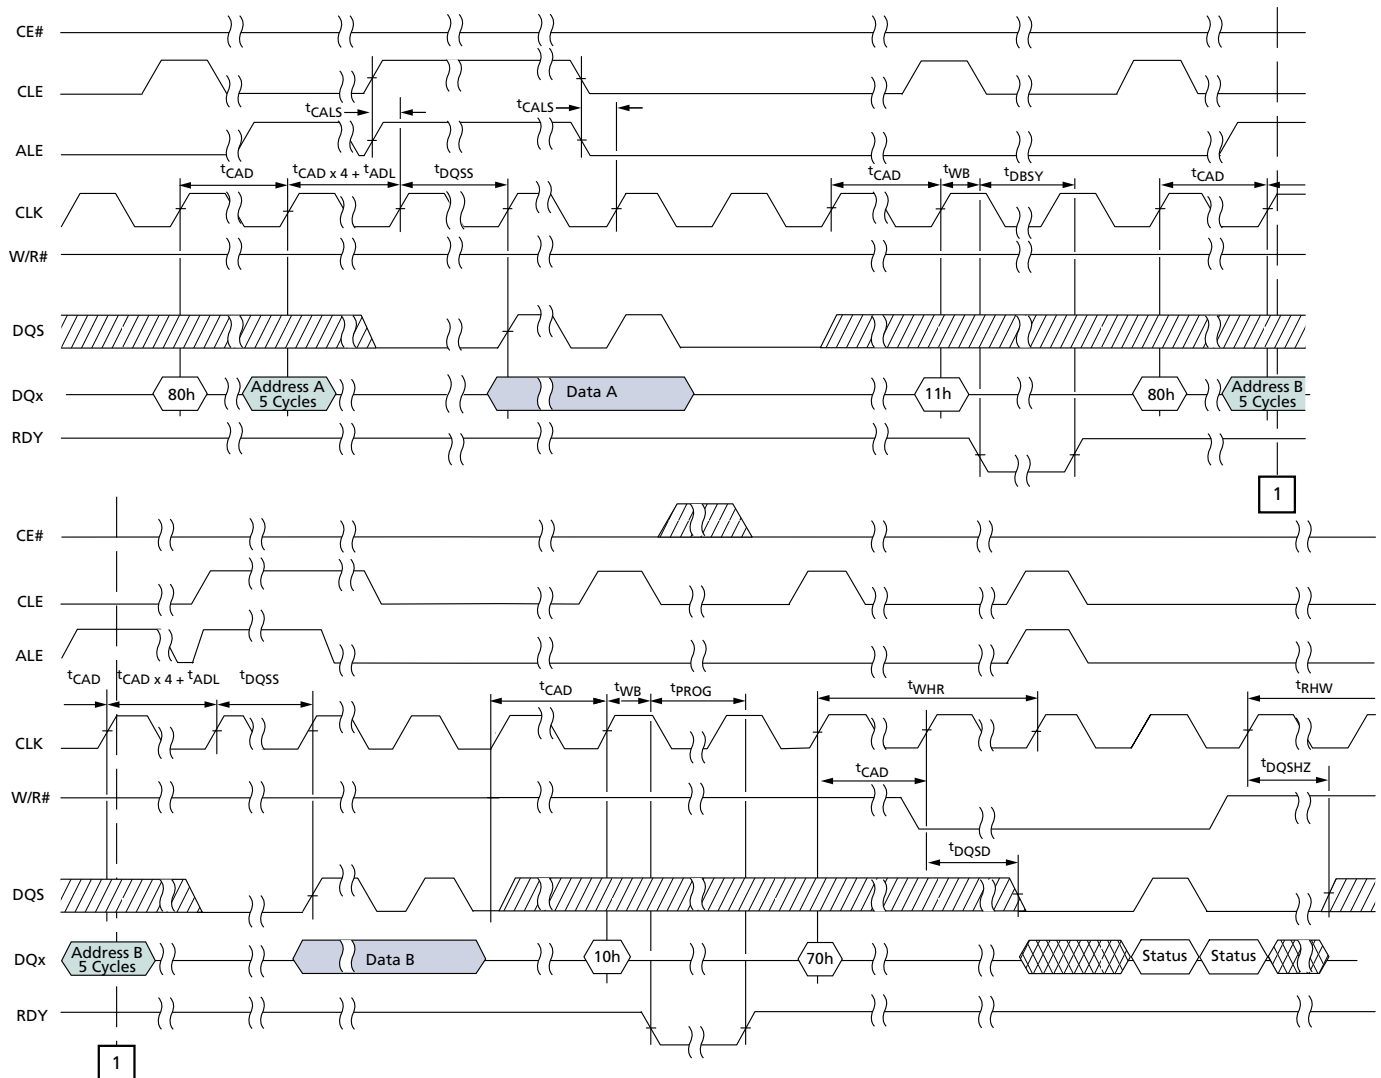 CE#
CLE
tCALS
tCALS
ALE
tCAD
tCAD x 4 + tADL
tDQSS
tCAD
tWB
tDBSY
tCAD
CLK
W/R#
DQS
DQx
80h
Address A
5 Cycles
Data A
11h
80h
Address B
5 Cycles
RDY
1
CE#
CLE
ALE
tCAD
tCAD x 4 + tADL
tDQSS
tCAD
tWB
tPROG
tWHR
tRHW
CLK
tCAD
tDQSHZ
W/R#
tDQSD
DQS
DQx
Address B
5 Cycles
Data B
10h
70h
Status
Status
RDY
1